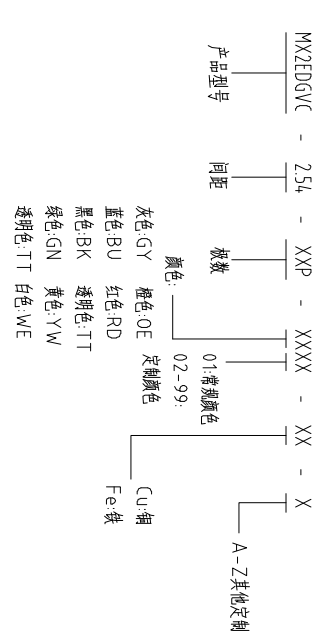 MX2EDGVC - 2.54 - XXP - XXXX - XX - X
产品型号
间距
极数
颜色:
灰色:GY 橙色:OE
蓝色:BU 红色:RD
黑色:BK 透明色:TT
绿色:GN 黄色:YW
透明色:TT 白色:WE
01:常规颜色
02-99:
定制颜色
Cu:铜
Fe:铁
A-Z其他定制